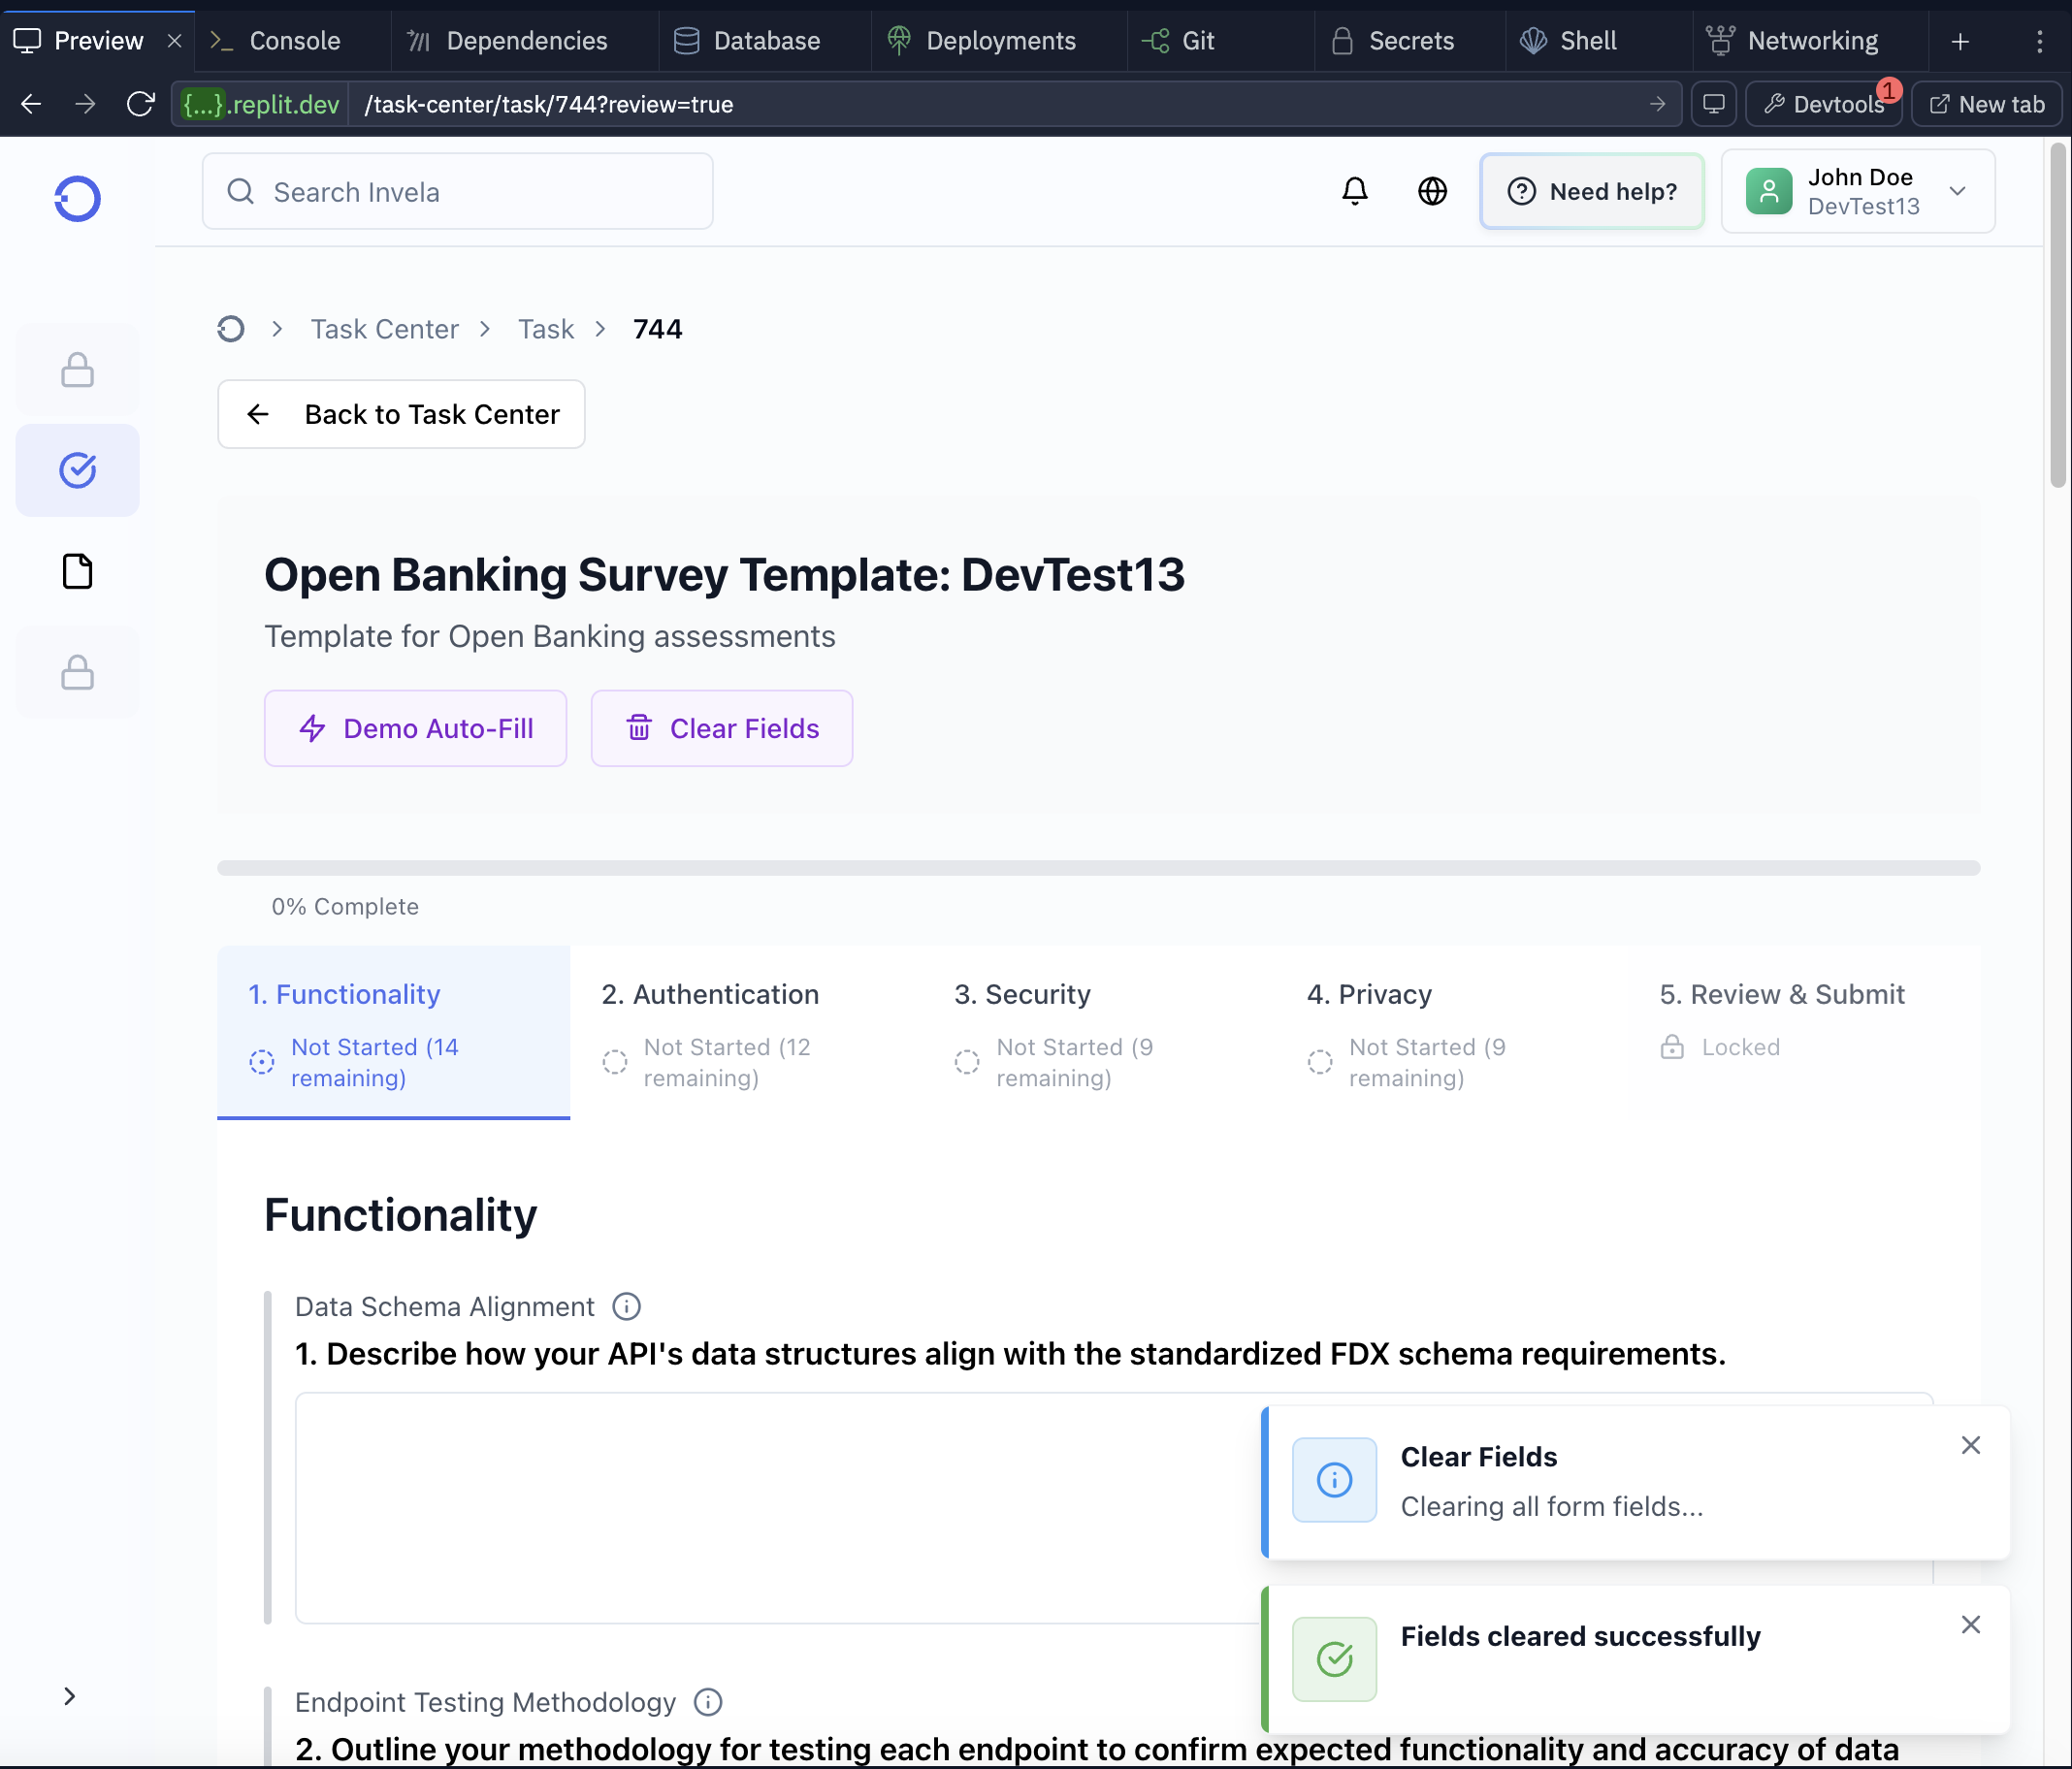 Preview
Console
Dependencies
Database
Deployments
Git
Secrets
Shell
Networking
{...}.replit.dev
/task-center/task/744?review=true
Devtools
1
New tab
Search Invela
Need help?
John Doe
DevTest13
Task Center
Task
744
Back to Task Center
Open Banking Survey Template: DevTest13
Template for Open Banking assessments
Demo Auto-Fill
Clear Fields
0% Complete
1. Functionality
Not Started (14
remaining)
2. Authentication
Not Started (12
remaining)
3. Security
Not Started (9
remaining)
4. Privacy
Not Started (9
remaining)
5. Review & Submit
Locked
Functionality
Data Schema Alignment
1. Describe how your API's data structures align with the standardized FDX schema requirements.
Clear Fields
Clearing all form fields...
Fields cleared successfully
Endpoint Testing Methodology
2. Outline your methodology for testing each endpoint to confirm expected functionality and accuracy of data